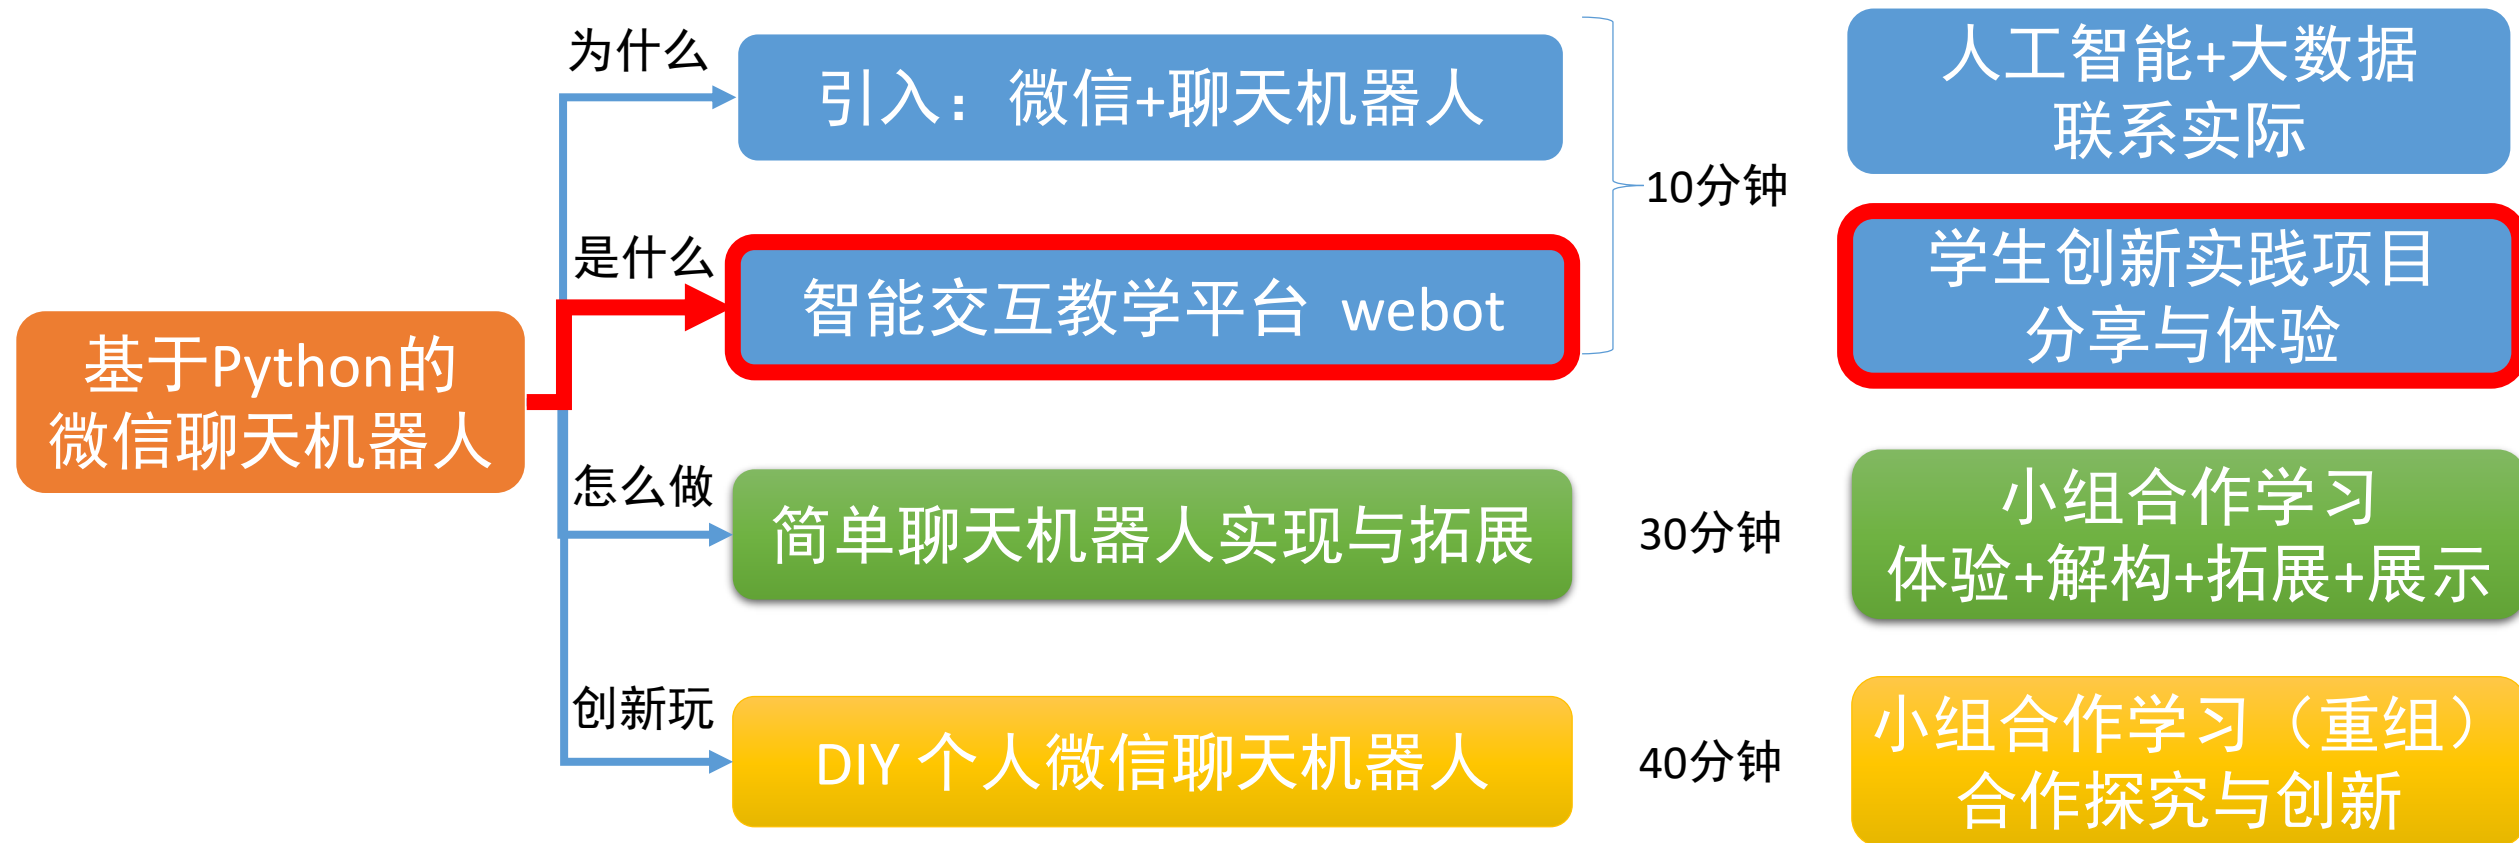 为什么
引入：微信+聊天机器人
人工智能+大数据
联系实际
10分钟
是什么
智能交互教学平台 webot
学生创新实践项目
分享与体验
基于Python的
微信聊天机器人
怎么做
简单聊天机器人实现与拓展
30分钟
小组合作学习
体验+解构+拓展+展示
创新玩
DIY 个人微信聊天机器人
40分钟
小组合作学习（重组）
合作探究与创新